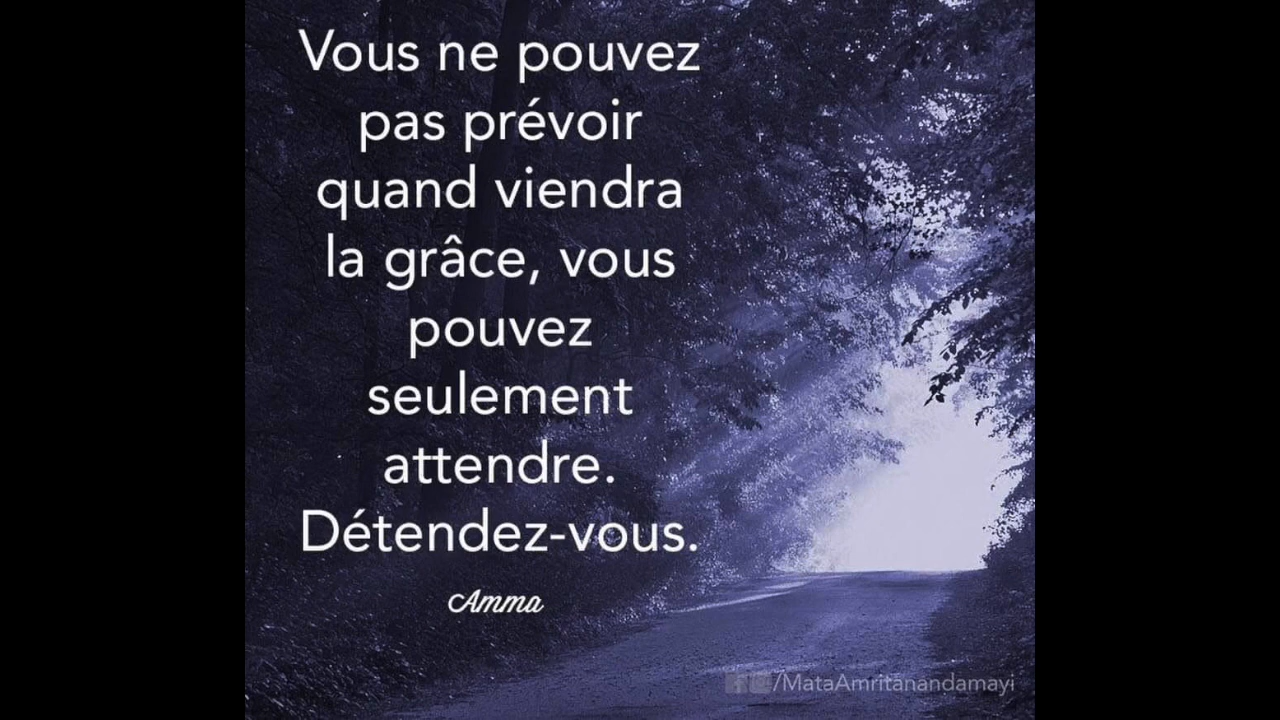 Vous ne pouvez
pas prévoir
quand viendra
la grâce, vous
pouvez
seulement
attendre.
Détendez-vous.
Amma
/MataAmritanandamayi